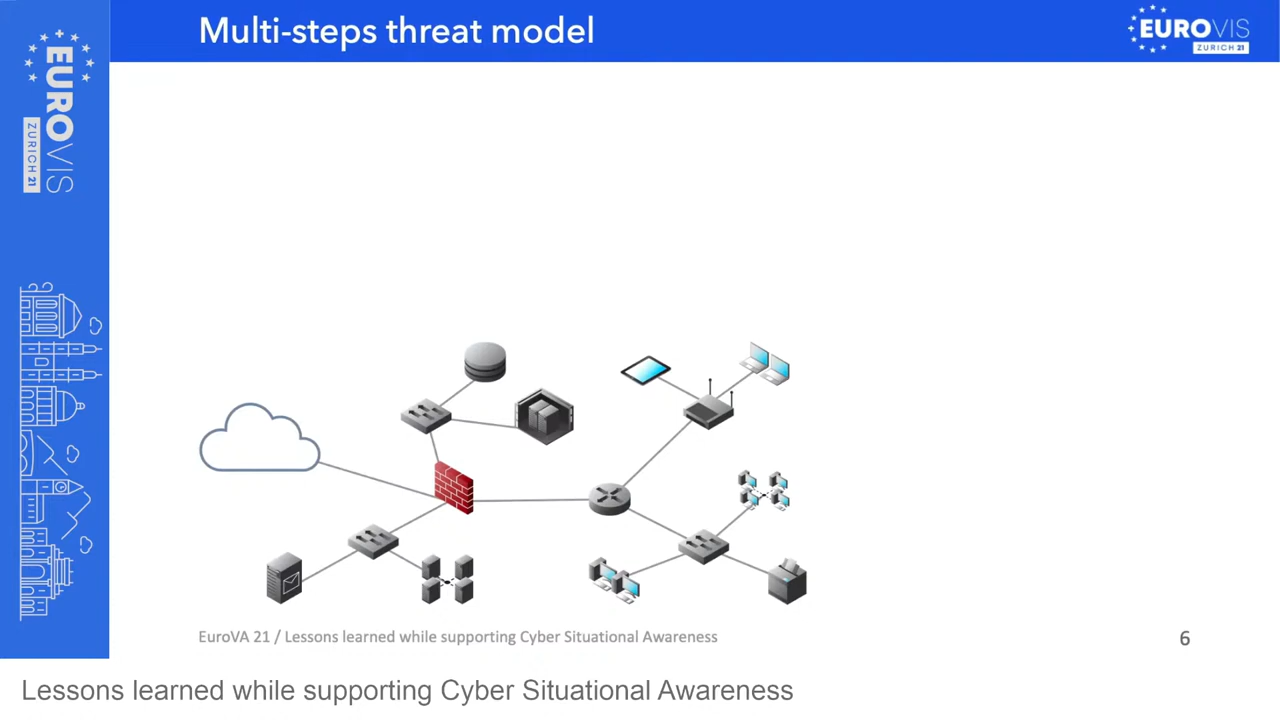 Multi-steps threat model
EUROVIS
ZURICH 21
EUROVIS
ZURICH 21
EuroVA 21 / Lessons learned while supporting Cyber Situational Awareness
6
Lessons learned while supporting Cyber Situational Awareness